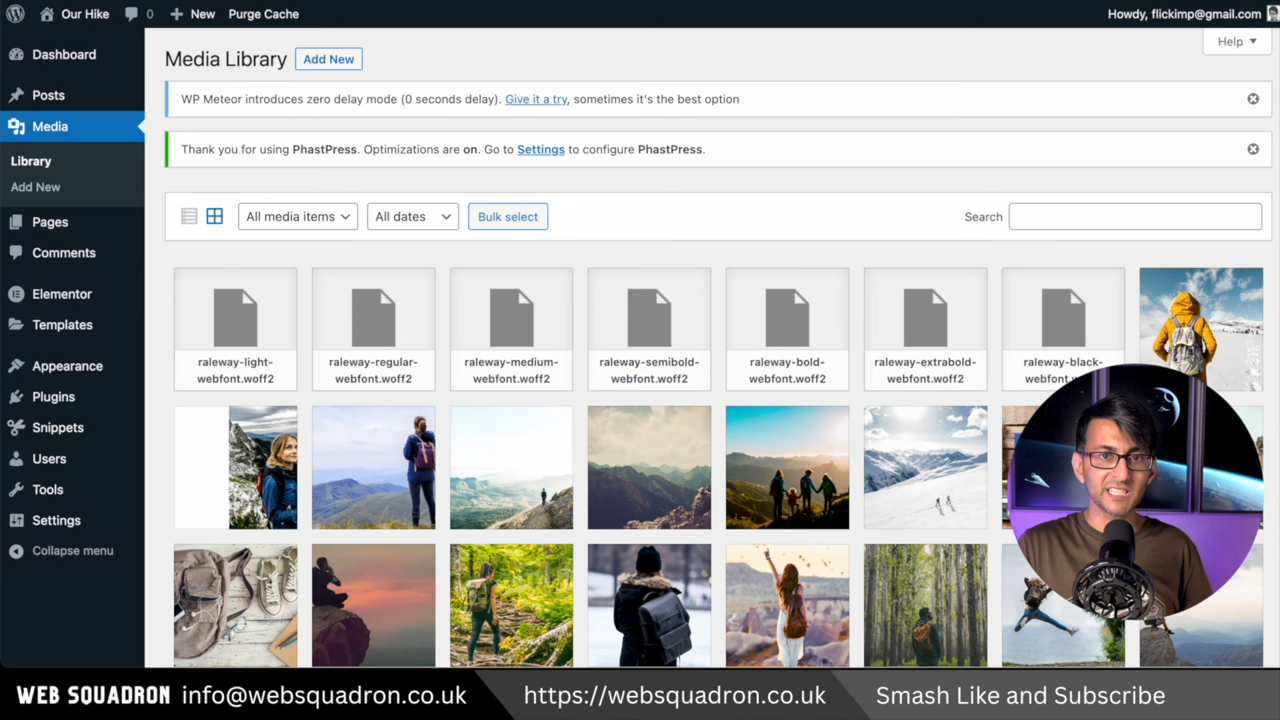 Our Hike
0
New
Purge Cache
Howdy, flickimp@gmail.com
Help
Dashboard
Posts
Media
Library
Add New
Pages
Comments
Elementor
Templates
Appearance
Plugins
Snippets
Users
Tools
Settings
Collapse menu
Media Library
Add New
WP Meteor introduces zero delay mode (0 seconds delay). Give it a try, sometimes it's the best option
Thank you for using PhastPress. Optimizations are on. Go to Settings to configure PhastPress.
All media items
All dates
Bulk select
Search
raleway-light-
webfont.woff2
raleway-regular-
webfont.woff2
raleway-medium-
webfont.woff2
raleway-semibold-
webfont.woff2
raleway-bold-
webfont.woff2
raleway-extrabold-
webfont.woff2
raleway-black-
WEB SQUADRON info@websquadron.co.uk
https://websquadron.co.uk
Smash Like and Subscribe